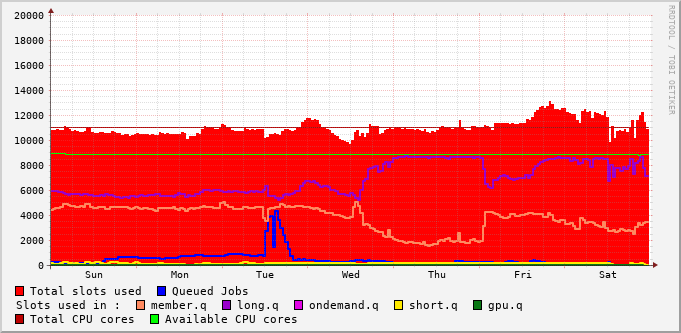 20000
18000
16000
14000
12000
10000
8000
6000
4000
2000
0
Sun Mon Tue Wed Thu Fri Sat
RRDTOOL / TOBI OETIKER
Total slots used Queued Jobs
Slots used in : member.q long.q ondemand.q short.q gpu.q
Total CPU cores Available CPU cores